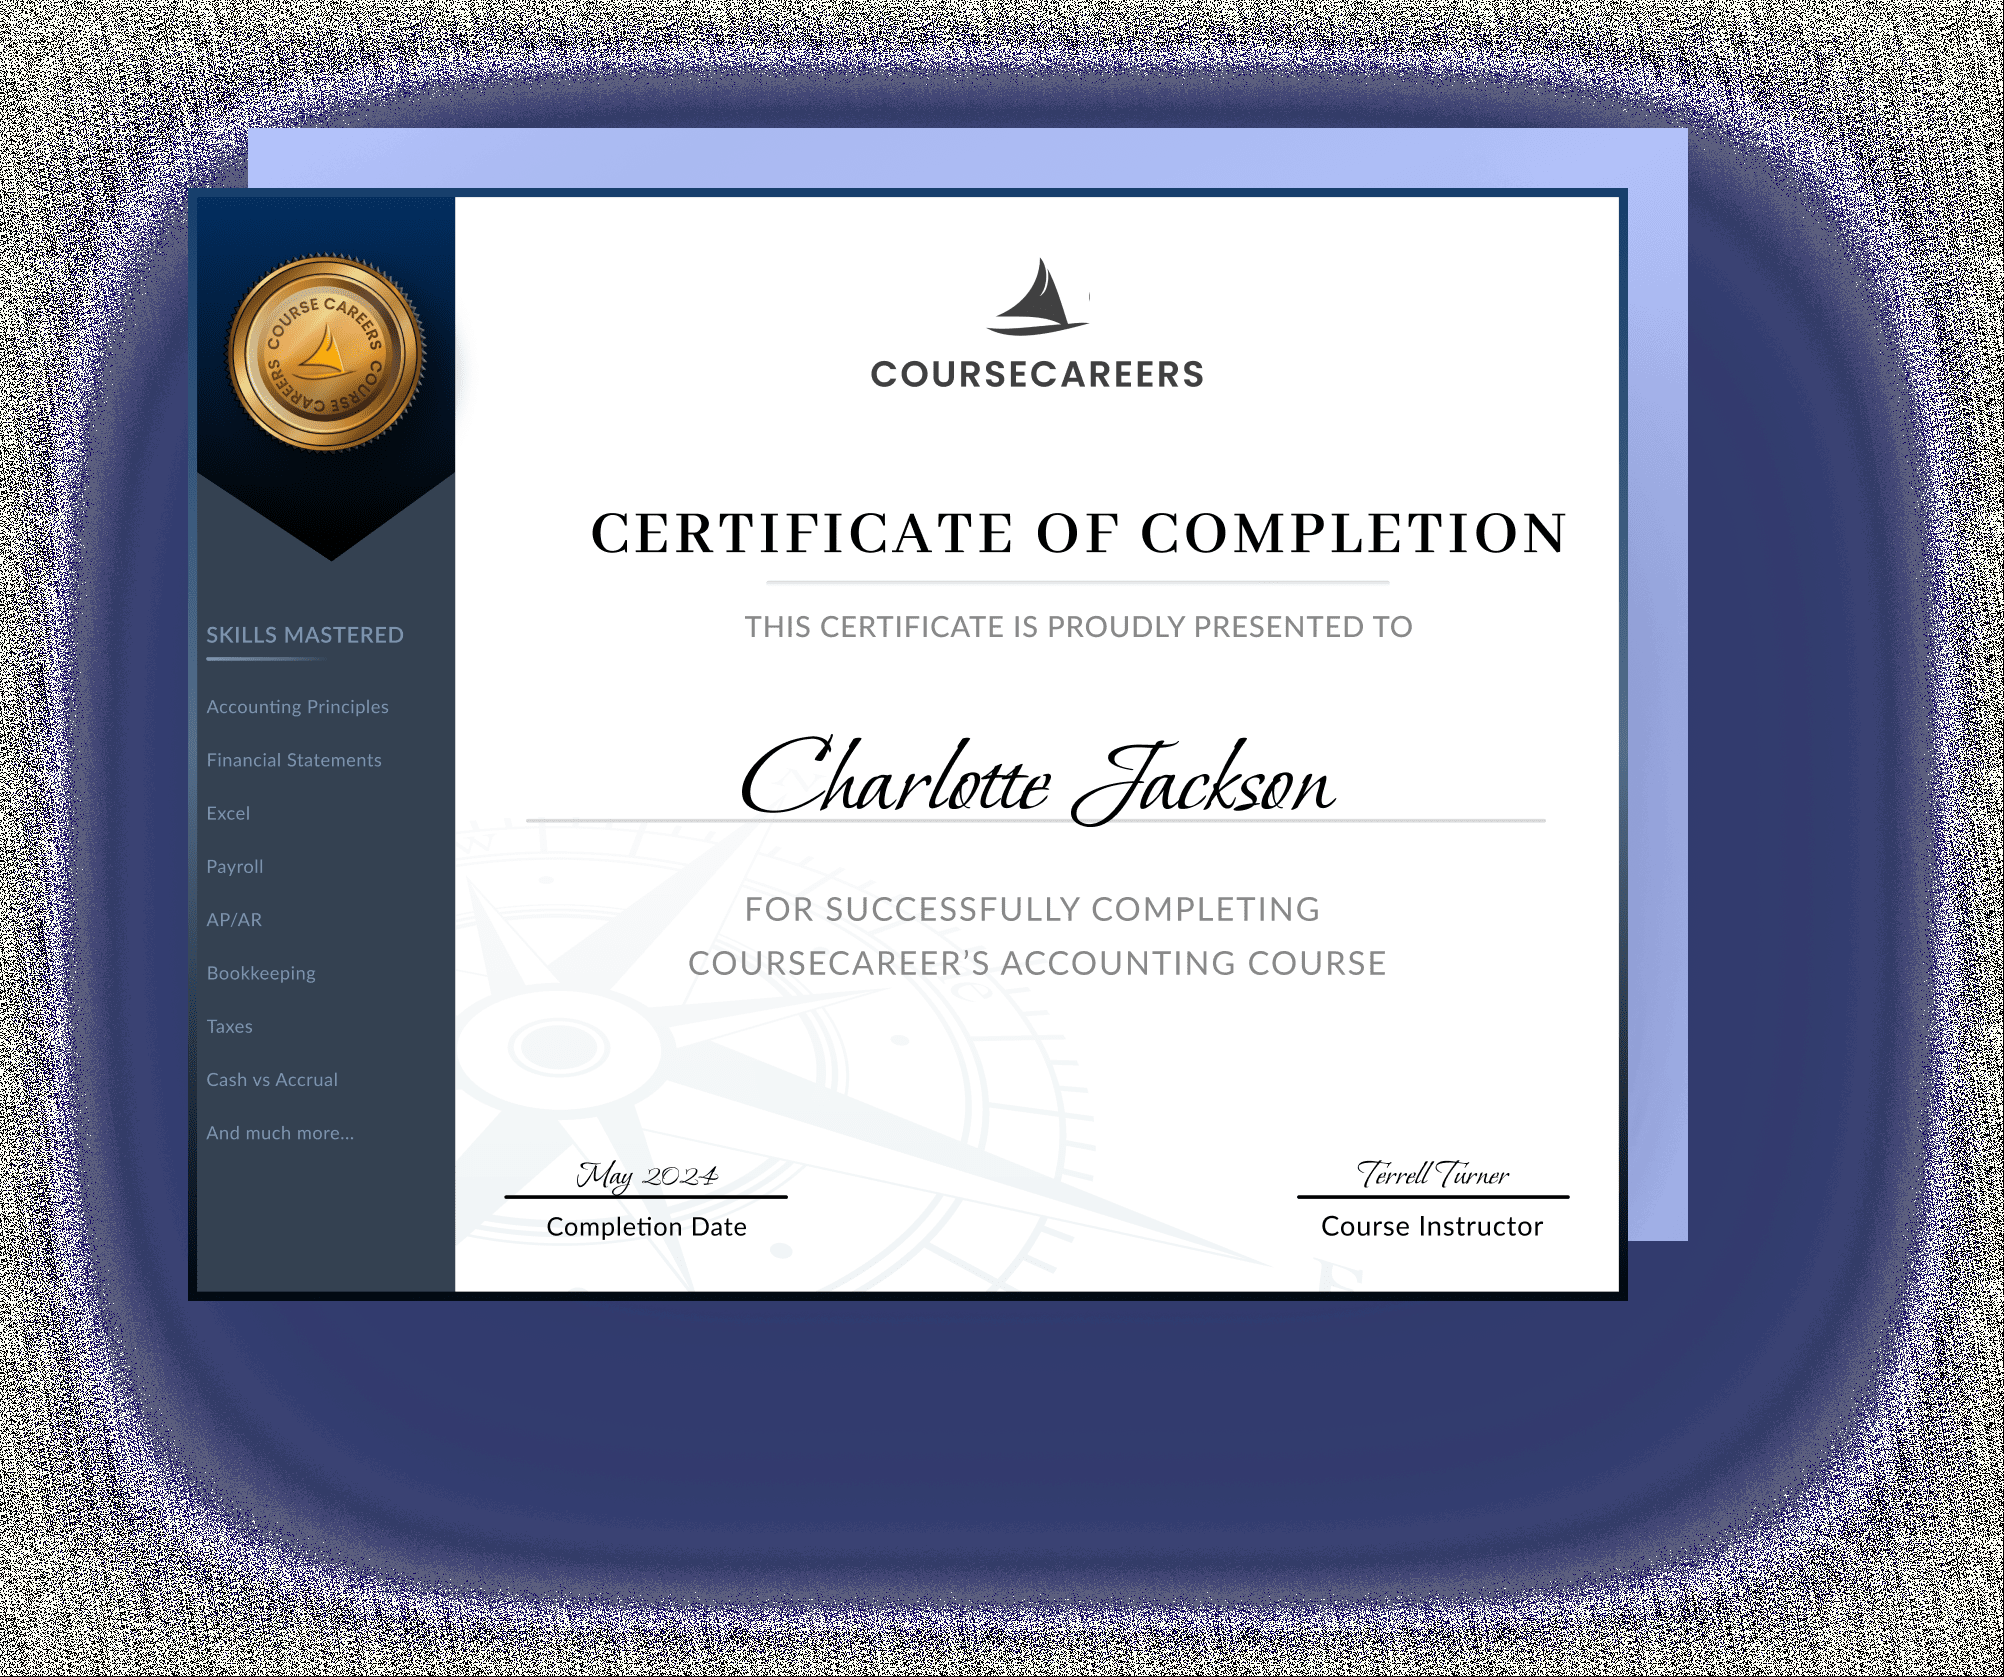 COURSE CAREERS
COURSE CAREERS
SKILLS MASTERED
Accounting Principles
Financial Statements
Excel
Payroll
AP/AR
Bookkeeping
Taxes
Cash vs Accrual
And much more...
COURSECAREERS
CERTIFICATE OF COMPLETION
THIS CERTIFICATE IS PROUDLY PRESENTED TO
Charlotte Jackson
FOR SUCCESSFULLY COMPLETING
COURSECAREER’S ACCOUNTING COURSE
May 2024
Completion Date
Terrell Turner
Course Instructor
E